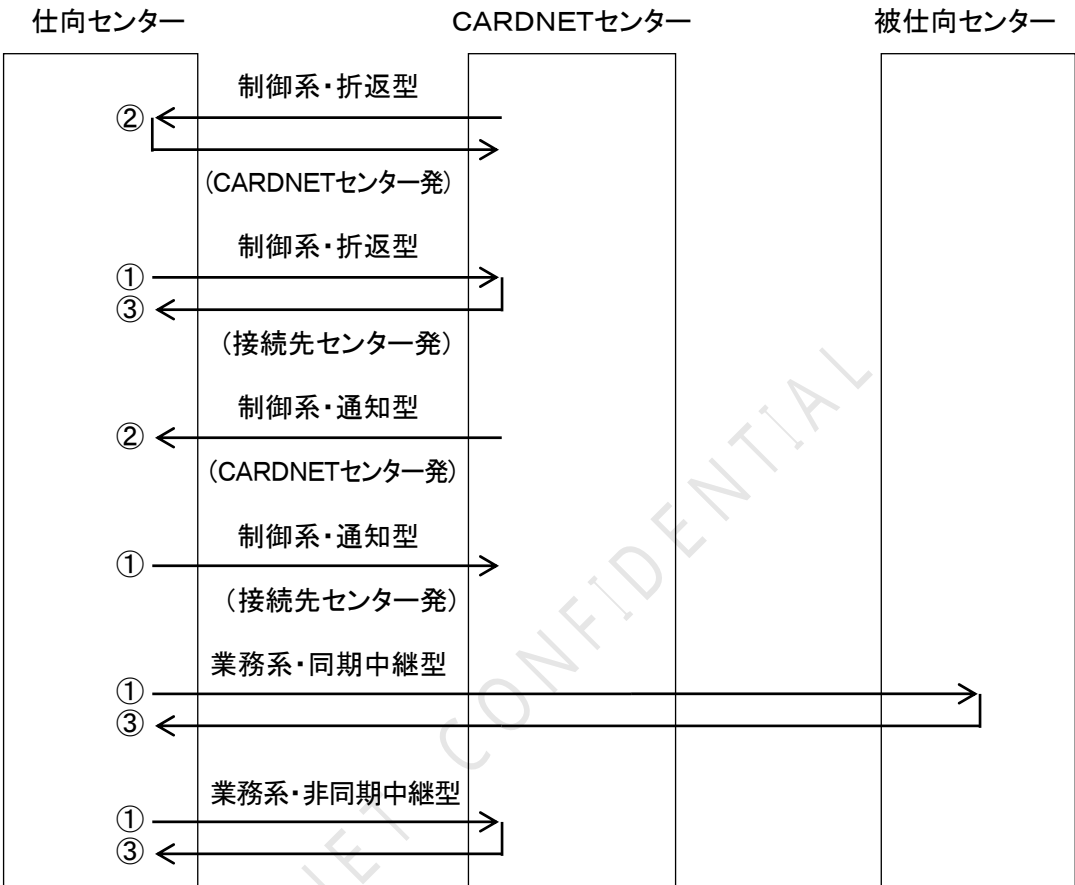 仕向センター CARDNETセンター 被仕向センター
制御系・折返型
②
(CARDNETセンター発)
制御系・折返型
①
③
(接続先センター発)
制御系・通知型
②
(CARDNETセンター発)
制御系・通知型
①
(接続先センター発)
業務系・同期中継型
①
③
業務系・非同期中継型
①
③
NET CONFIDENTIAL